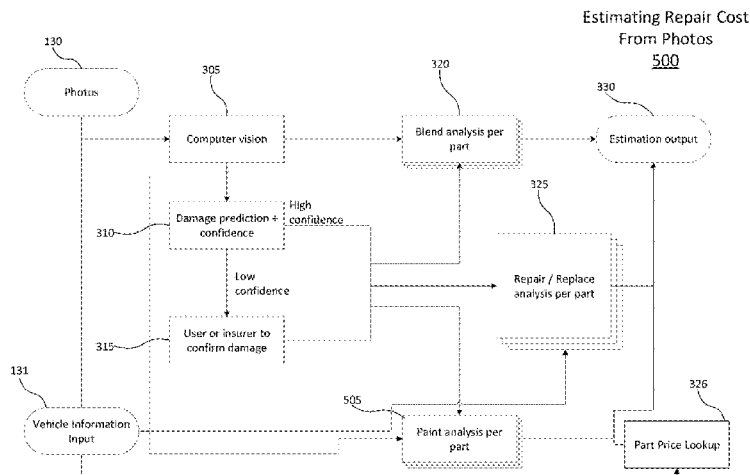 Estimating Repair Cost
From Photos
500
130
Photos
305
Computer vision
320
Blend analysis per
part
330
Estimation output
310
Damage prediction +
confidence
High
confidence
325
Repair / Replace
analysis per part
Low
confidence
315
User or insurer to
confirm damage
131
Vehicle Information
Input
505
Paint analysis per
part
326
Part Price Lookup